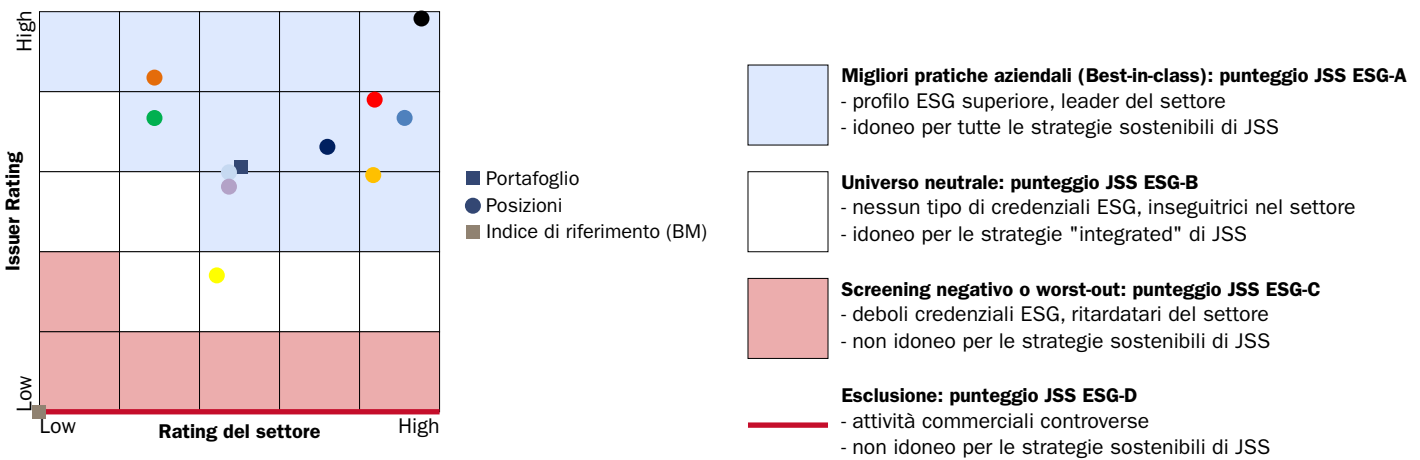 High
Issuer Rating
Low
Low
Rating del settore
High
Portafoglio
Posizioni
Indice di riferimento (BM)
Migliori pratiche aziendali (Best-in-class): punteggio JSS ESG-A
- profilo ESG superiore, leader del settore
- idoneo per tutte le strategie sostenibili di JSS
Universo neutrale: punteggio JSS ESG-B
- nessun tipo di credenziali ESG, inseguitrici nel settore
- idoneo per le strategie "integrated" di JSS
Screening negativo o worst-out: punteggio JSS ESG-C
- deboli credenziali ESG, ritardatari del settore
- non idoneo per le strategie sostenibili di JSS
Esclusione: punteggio JSS ESG-D
- attività commerciali controverse
- non idoneo per le strategie sostenibili di JSS